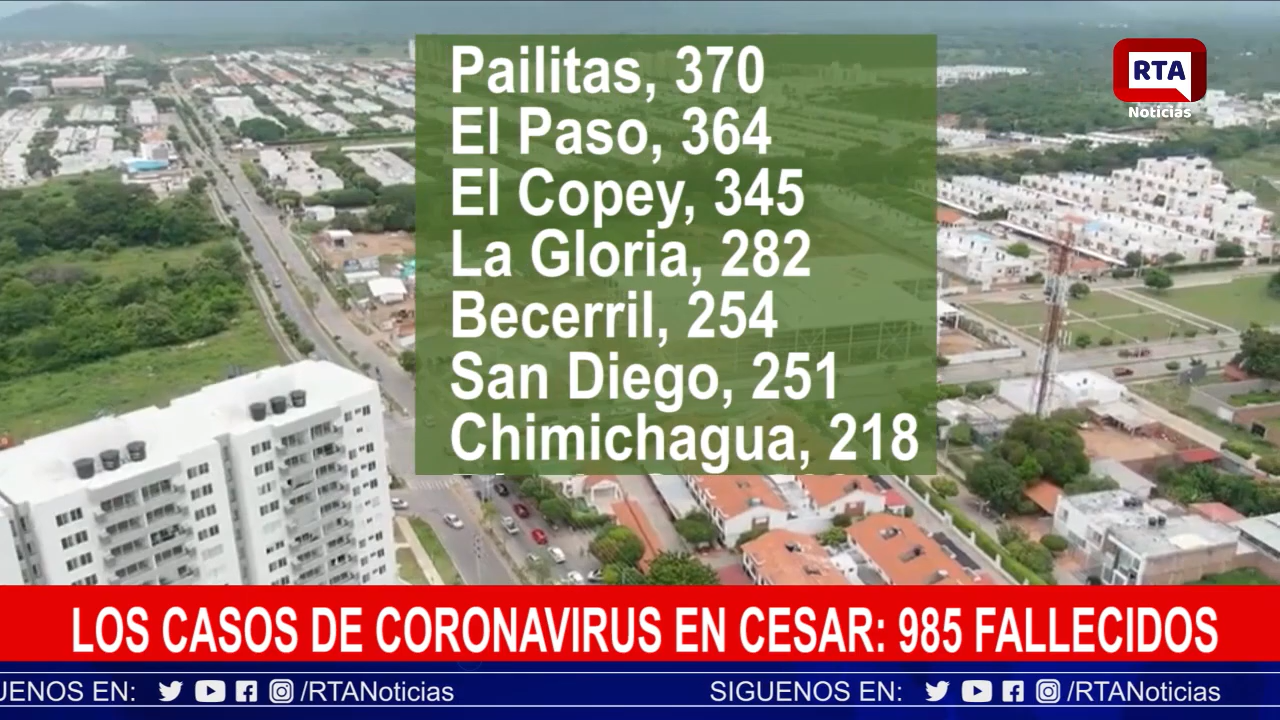 Pailitas, 370
El Paso, 364
El Copey, 345
La Gloria, 282
Becerril, 254
San Diego, 251
Chimichagua, 218
RTA
Noticias
LOS CASOS DE CORONAVIRUS EN CESAR: 985 FALLECIDOS
EN: /RTANoticias SIGUENOS EN: /RTANoticias